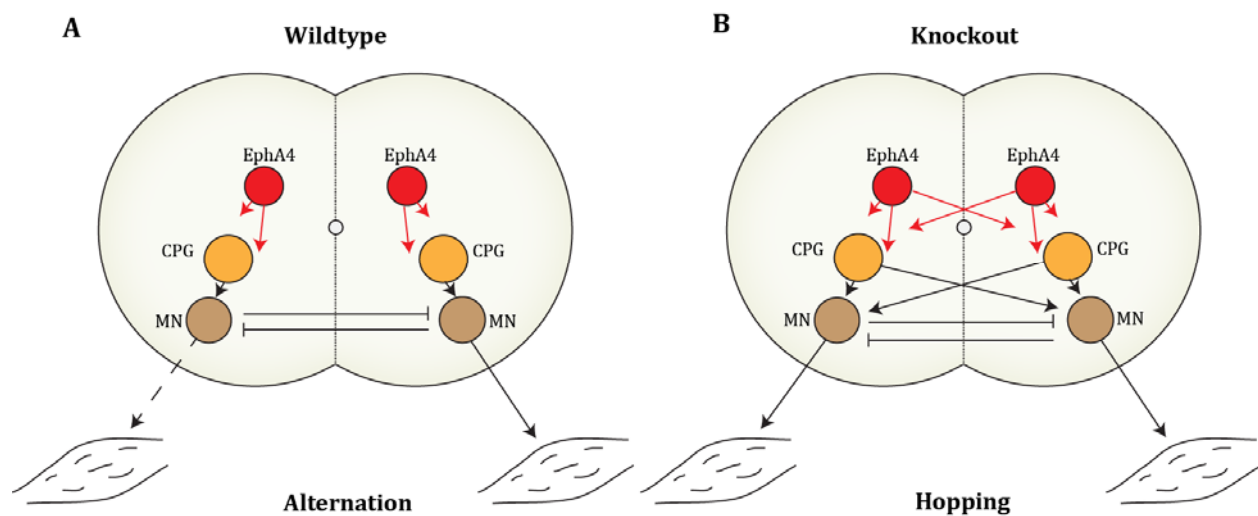 A
Wildtype
EphA4
EphA4
CPG
CPG
MN
MN
Alternation
B
Knockout
EphA4
EphA4
CPG
CPG
MN
MN
Hopping